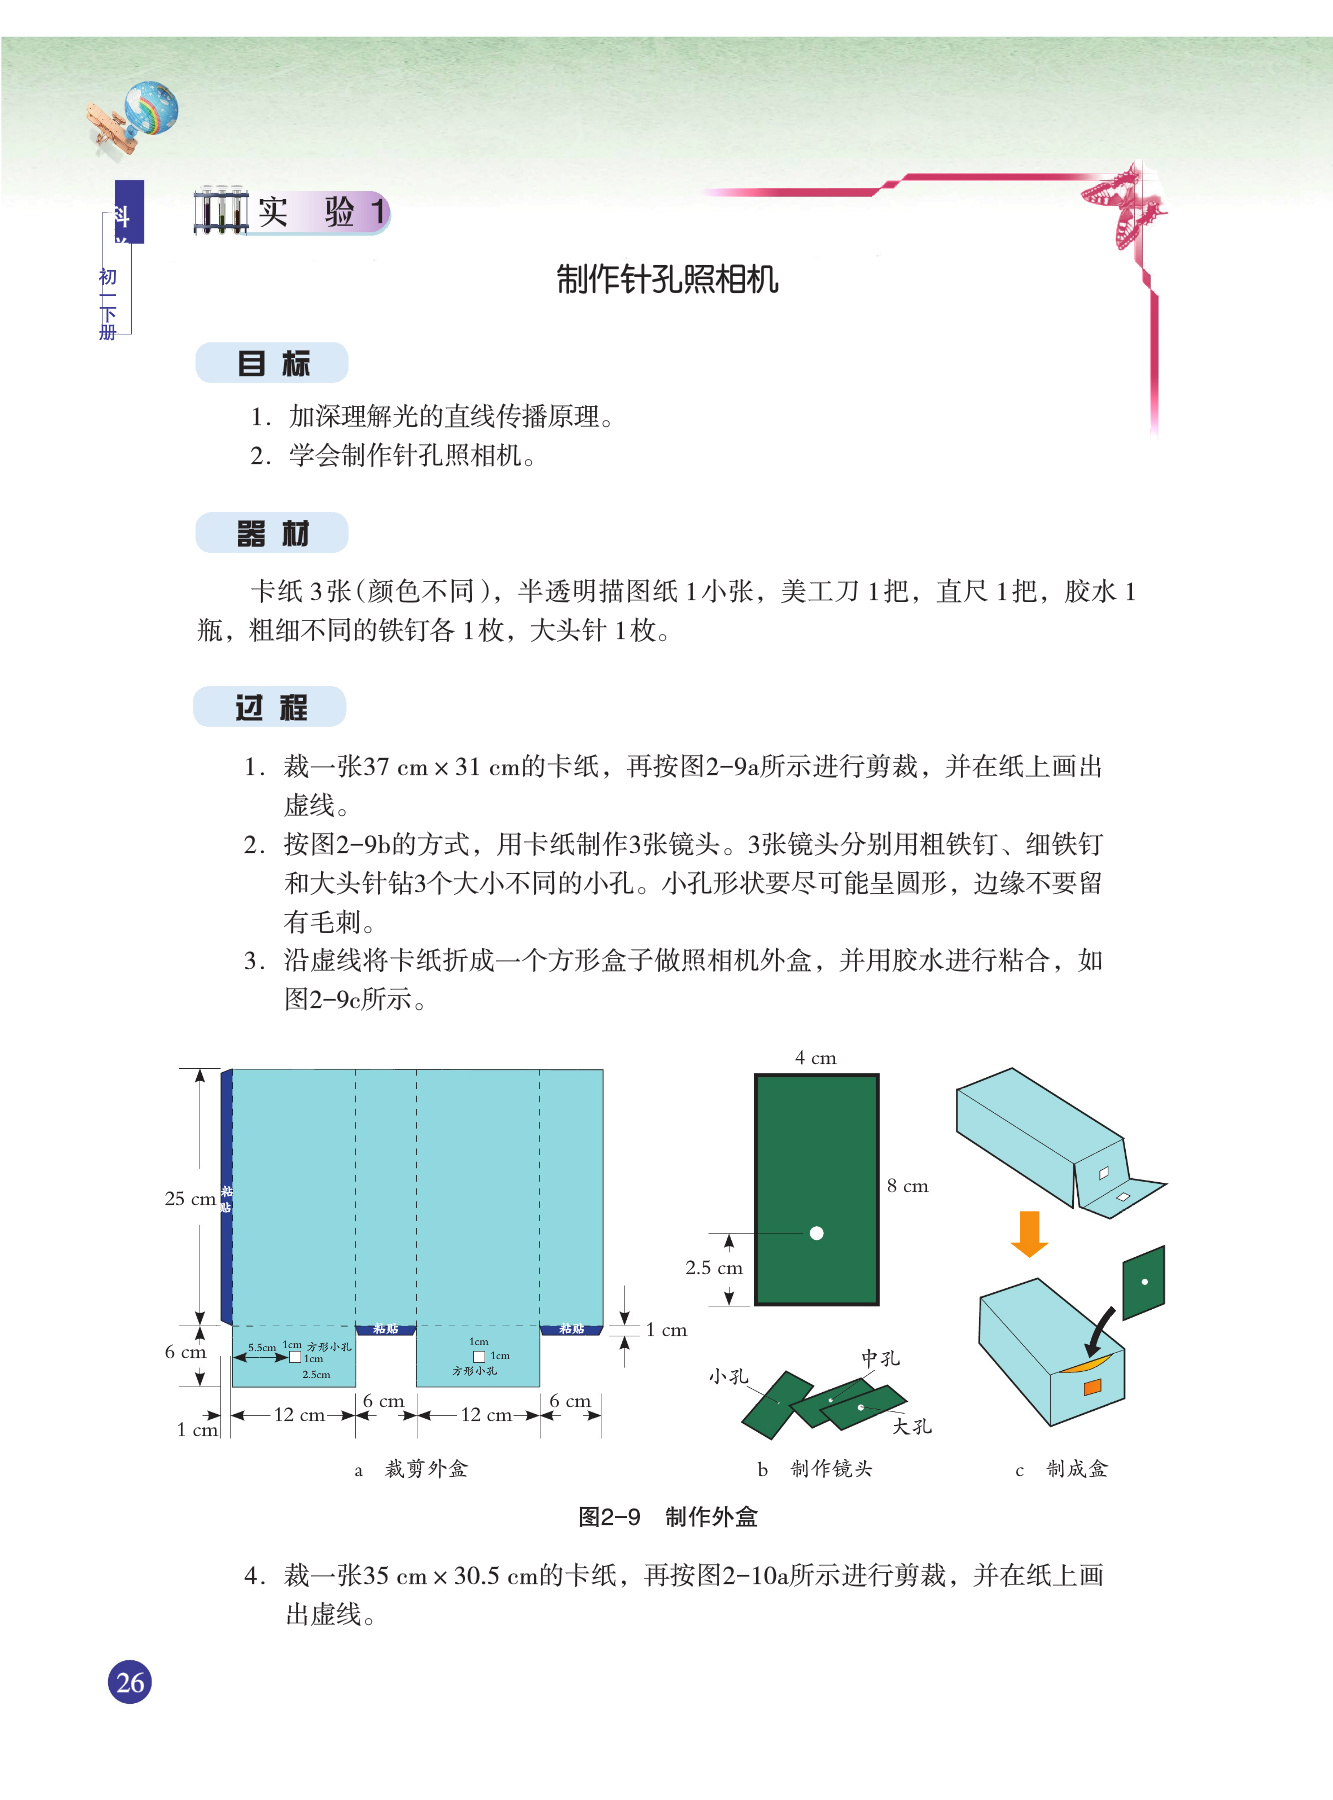 科
初一下册
实 验 1
制作针孔照相机
目 标
1. 加深理解光的直线传播原理。
2. 学会制作针孔照相机。
器 材
卡纸 3张(颜色不同), 半透明描图纸 1小张, 美工刀 1把, 直尺 1把, 胶水 1
瓶, 粗细不同的铁钉各 1枚, 大头针 1枚。
过 程
1. 裁一张37 cm × 31 cm的卡纸, 再按图2-9a所示进行剪裁, 并在纸上画出
虚线。
2. 按图2-9b的方式, 用卡纸制作3张镜头。3张镜头分别用粗铁钉、细铁钉
和大头针钻3个大小不同的小孔。小孔形状要尽可能呈圆形, 边缘不要留
有毛刺。
3. 沿虚线将卡纸折成一个方形盒子做照相机外盒, 并用胶水进行粘合, 如
图2-9c所示。
25 cm
粘贴
6 cm
1 cm
5.5cm
1cm
方形小孔
1cm
2.5cm
粘贴
1cm
1cm
方形小孔
粘贴
1 cm
12 cm
6 cm
12 cm
6 cm
a 裁剪外盒
4 cm
8 cm
2.5 cm
小孔
中孔
大孔
b 制作镜头
c 制成盒
图2-9 制作外盒
4. 裁一张35 cm × 30.5 cm的卡纸, 再按图2-10a所示进行剪裁, 并在纸上画
出虚线。
26